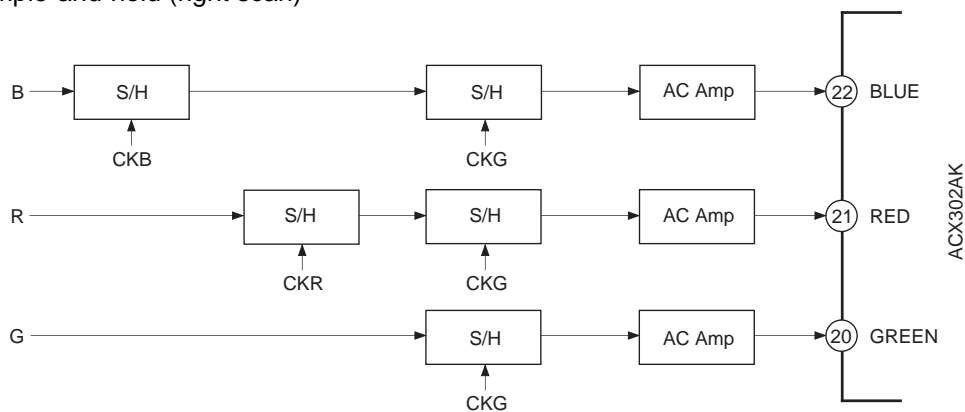 mple-and-hold (right scan)
B S/H S/H AC Amp 22 BLUE
CKB CKG
R S/H S/H AC Amp 21 RED
CKR CKG
G S/H AC Amp 20 GREEN
CKG
ACX302AK